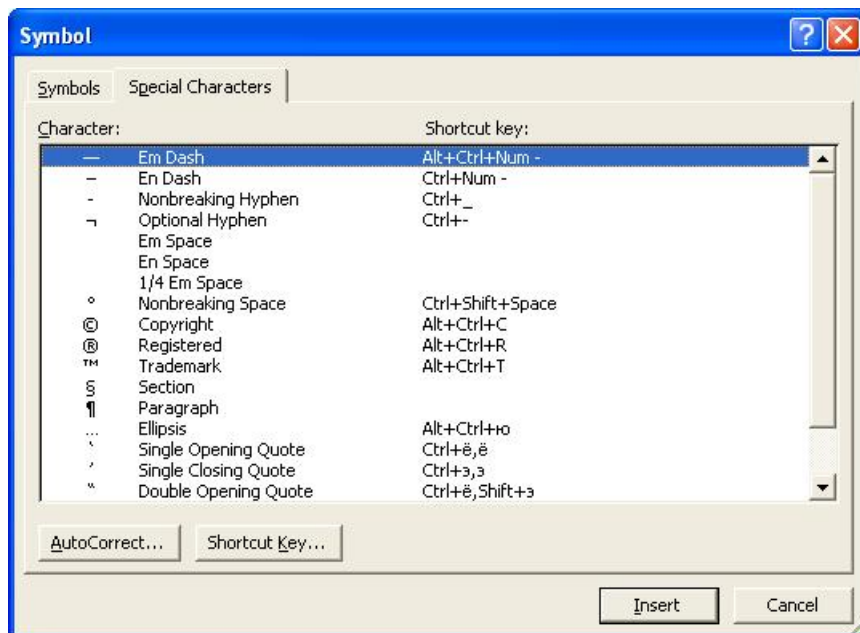 Symbol
Symbols Special Characters
Character: Shortcut key:
— Em Dash Alt+Ctrl+Num -
– En Dash Ctrl+Num -
- Nonbreaking Hyphen Ctrl+_
¬ Optional Hyphen Ctrl+-
Em Space
En Space
1/4 Em Space
° Nonbreaking Space Ctrl+Shift+Space
© Copyright Alt+Ctrl+C
® Registered Alt+Ctrl+R
™ Trademark Alt+Ctrl+T
§ Section
¶ Paragraph
… Ellipsis Alt+Ctrl+ю
‘ Single Opening Quote Ctrl+ё,ё
’ Single Closing Quote Ctrl+э,э
“ Double Opening Quote Ctrl+ё,Shift+э
AutoCorrect... Shortcut Key...
Insert Cancel